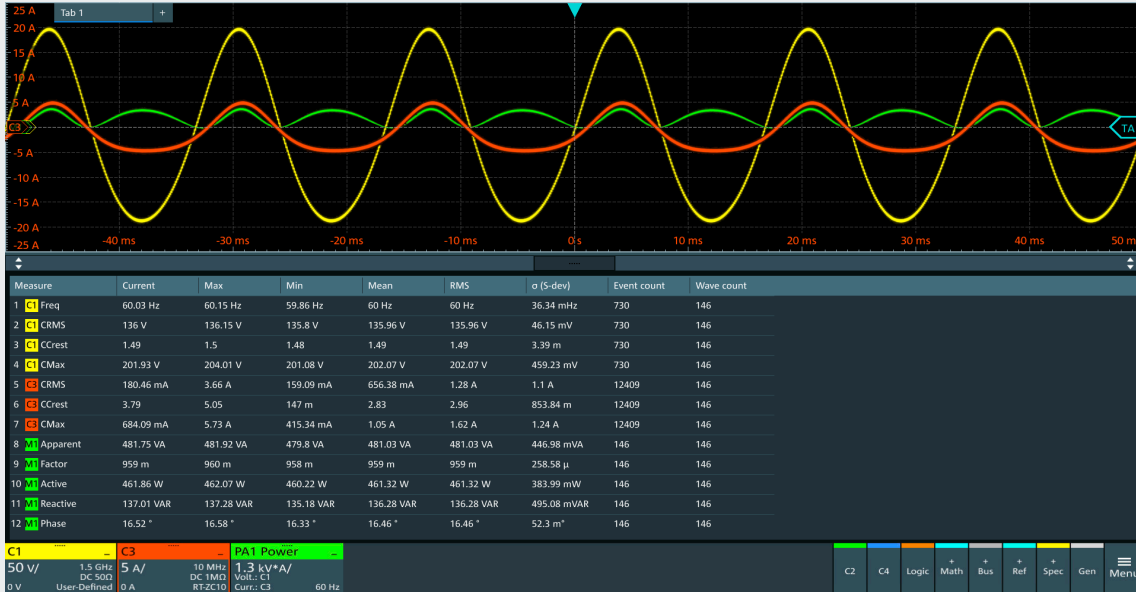 25 A
Tab 1 +
20 A
15 A
10 A
5 A
C3
TA
-5 A
-10 A
-15 A
-20 A
-25 A
-40 ms -30 ms -20 ms -10 ms 0 s 10 ms 20 ms 30 ms 40 ms 50 m
Measure Current Max Min Mean RMS σ (S-dev) Event count Wave count
1 C1 Freq 60.03 Hz 60.15 Hz 59.86 Hz 60 Hz 60 Hz 36.34 mHz 730 146
2 C1 CRMS 136 V 136.15 V 135.8 V 135.96 V 135.96 V 46.15 mV 730 146
3 C1 CCrest 1.49 1.5 1.48 1.49 1.49 3.39 m 730 146
4 C1 CMax 201.93 V 204.01 V 201.08 V 202.07 V 202.07 V 459.23 mV 730 146
5 C3 CRMS 180.46 mA 3.66 A 159.09 mA 656.38 mA 1.28 A 1.1 A 12409 146
6 C3 CCrest 3.79 5.05 147 m 2.83 2.96 853.84 m 12409 146
7 C3 CMax 684.09 mA 5.73 A 415.34 mA 1.05 A 1.62 A 1.24 A 12409 146
8 M1 Apparent 481.75 VA 481.92 VA 479.8 VA 481.03 VA 481.03 VA 446.98 mVA 146 146
9 M1 Factor 959 m 960 m 958 m 959 m 959 m 258.58 µ 146 146
10 M1 Active 461.86 W 462.07 W 460.22 W 461.32 W 461.32 W 383.99 mW 146 146
11 M1 Reactive 137.01 VAR 137.28 VAR 135.18 VAR 136.28 VAR 136.28 VAR 495.08 mVAR 146 146
12 M1 Phase 16.52 ° 16.58 ° 16.33 ° 16.46 ° 16.46 ° 52.3 m° 146 146
C1
50 V/ 1.5 GHz
DC 50Ω
0 V User-Defined
C3
5 A/ 10 MHz
DC 1MΩ
0 A RT-ZC10
PA1 Power
1.3 kV*A/
Volt.: C1
Curr.: C3 60 Hz
C2
C4
Logic
+
Math
+
Bus
+
Ref
+
Spec
Gen
Menu